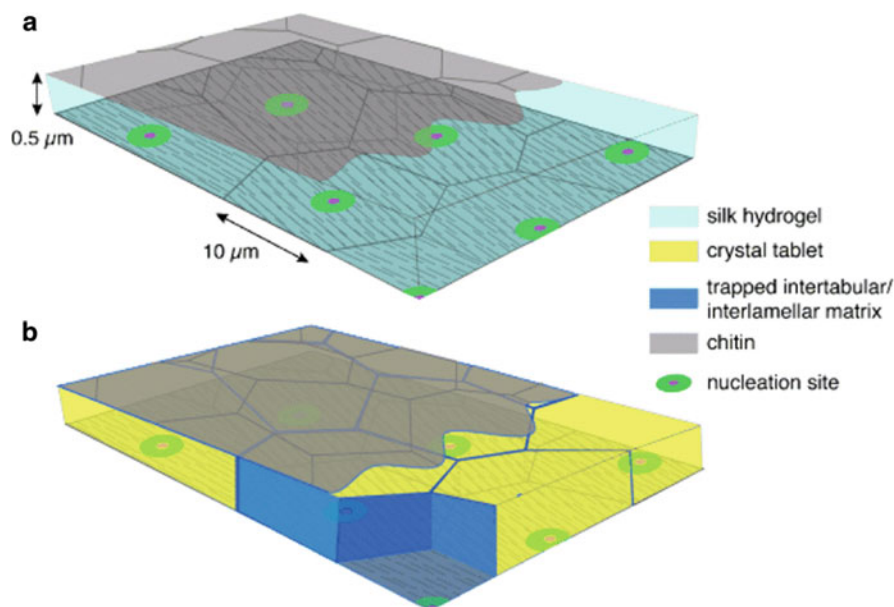 a
0.5 µm
10 µm
silk hydrogel
crystal tablet
trapped intertabular/
interlamellar matrix
chitin
nucleation site
b